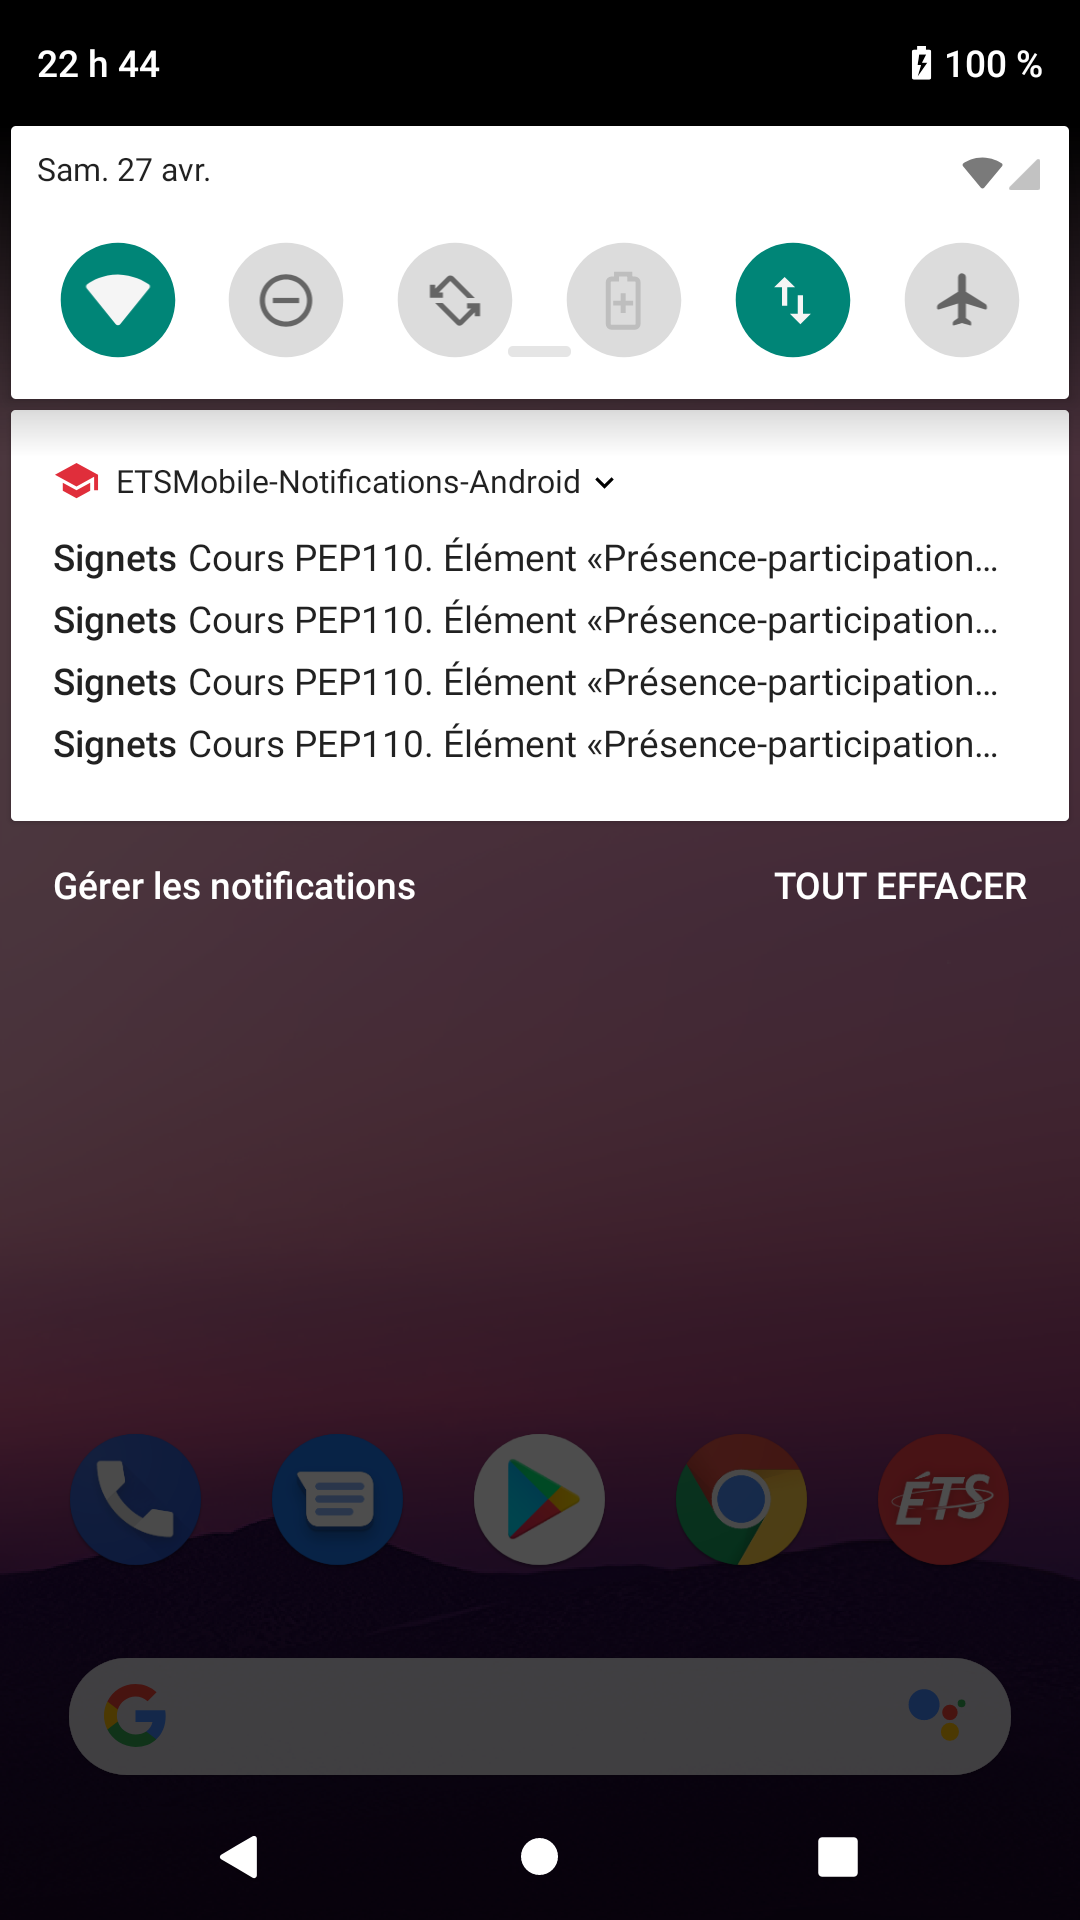 22 h 44
100 %
Sam. 27 avr.
ETSMobile-Notifications-Android
Signets Cours PEP110. Élément «Présence-participation…
Signets Cours PEP110. Élément «Présence-participation…
Signets Cours PEP110. Élément «Présence-participation…
Signets Cours PEP110. Élément «Présence-participation…
Gérer les notifications
TOUT EFFACER
ÉTS